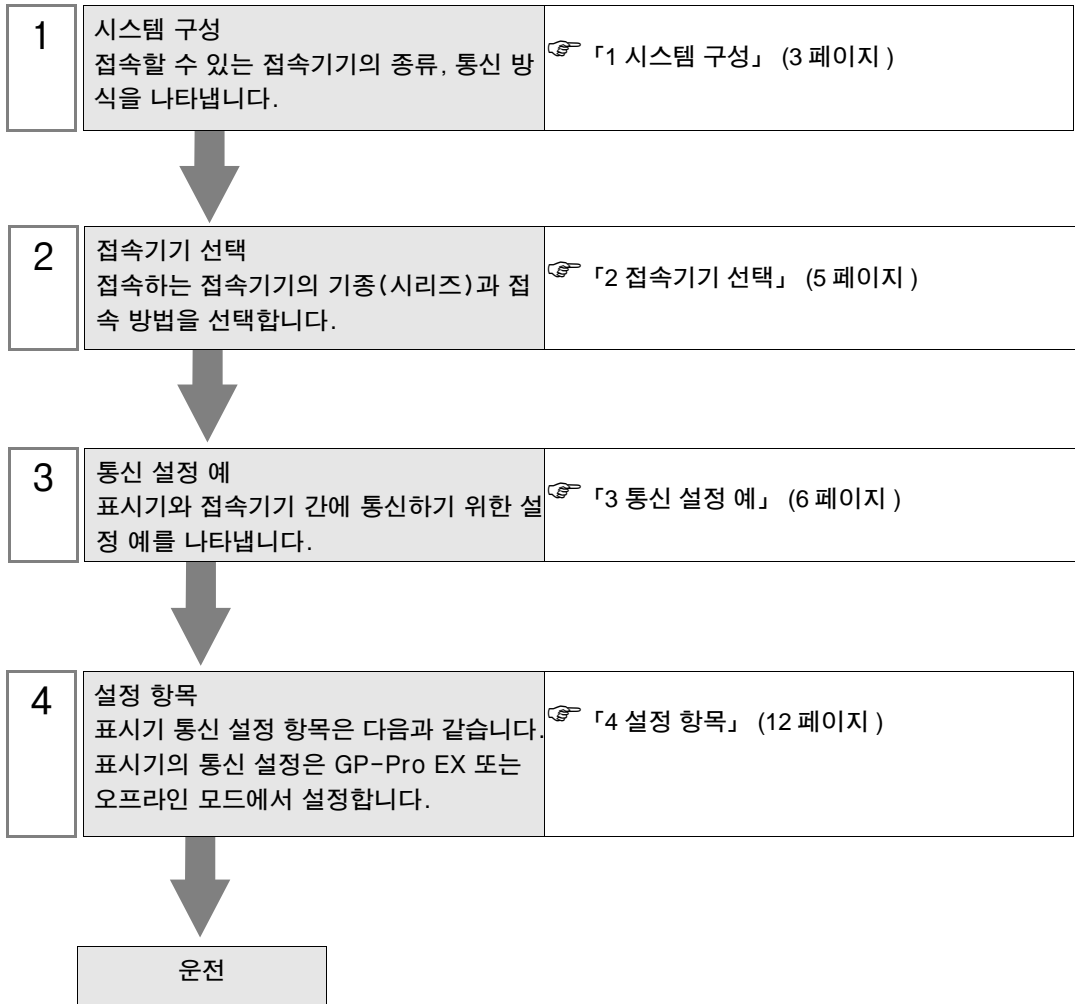 1
시스템 구성
접속할 수 있는 접속기기의 종류, 통신 방
식을 나타냅니다.
☞ 「1 시스템 구성」 (3 페이지 )
2
접속기기 선택
접속하는 접속기기의 기종(시리즈)과 접
속 방법을 선택합니다.
☞ 「2 접속기기 선택」 (5 페이지 )
3
통신 설정 예
표시기와 접속기기 간에 통신하기 위한 설
정 예를 나타냅니다.
☞ 「3 통신 설정 예」 (6 페이지 )
4
설정 항목
표시기 통신 설정 항목은 다음과 같습니다.
표시기의 통신 설정은 GP-Pro EX 또는
오프라인 모드에서 설정합니다.
☞ 「4 설정 항목」 (12 페이지 )
운전